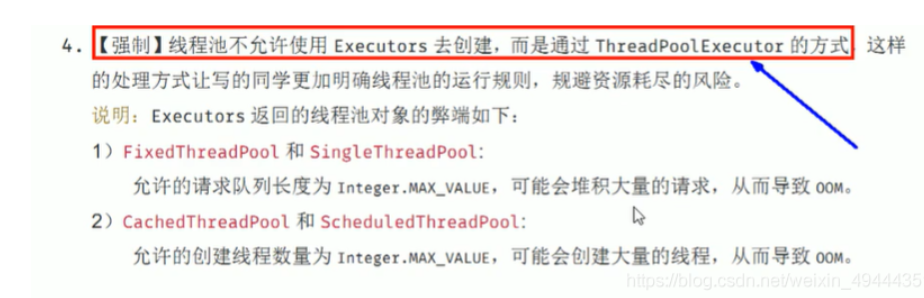 4. 【强制】线程池不允许使用 Executors 去创建，而是通过 ThreadPoolExecutor 的方式，这样
的处理方式让写的同学更加明确线程池的运行规则，规避资源耗尽的风险。
说明：Executors 返回的线程池对象的弊端如下：
1）FixedThreadPool 和 SingleThreadPool:
允许的请求队列长度为 Integer.MAX_VALUE，可能会堆积大量的请求，从而导致 OOM。
2）CachedThreadPool 和 ScheduledThreadPool:
允许的创建线程数量为 Integer.MAX_VALUE，可能会创建大量的线程，从而导致 OOM。
https://blog.csdn.net/weixin_4944435